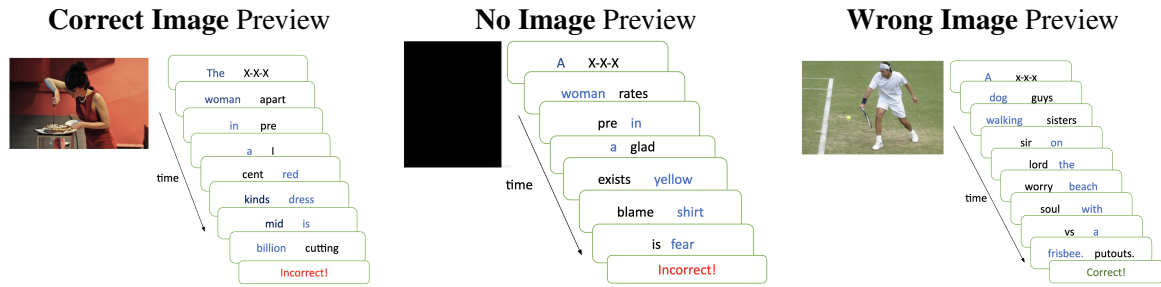 Correct Image Preview
The X-X-X
woman apart
in pre
a I
cent red
kinds dress
mid is
billion cutting
Incorrect!
time
No Image Preview
A X-X-X
woman rates
pre in
a glad
exists yellow
blame shirt
is fear
Incorrect!
time
Wrong Image Preview
A x-x-x
dog guys
walking sisters
sir on
lord the
worry beach
soul with
vs a
frisbee. putouts.
Correct!
time